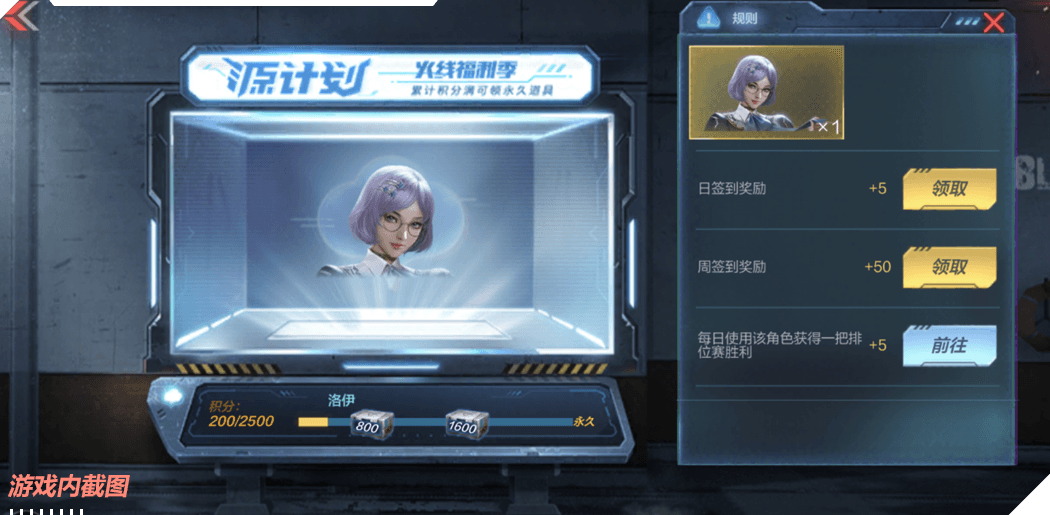 源计划
火线福利季
累计积分满可领永久道具
规则
×1
日签到奖励 +5 领取
周签到奖励 +50 领取
每日使用该角色获得一把排
位赛胜利
+5 前往
洛伊
积分:
200/2500
800
1600
永久
游戏内截图